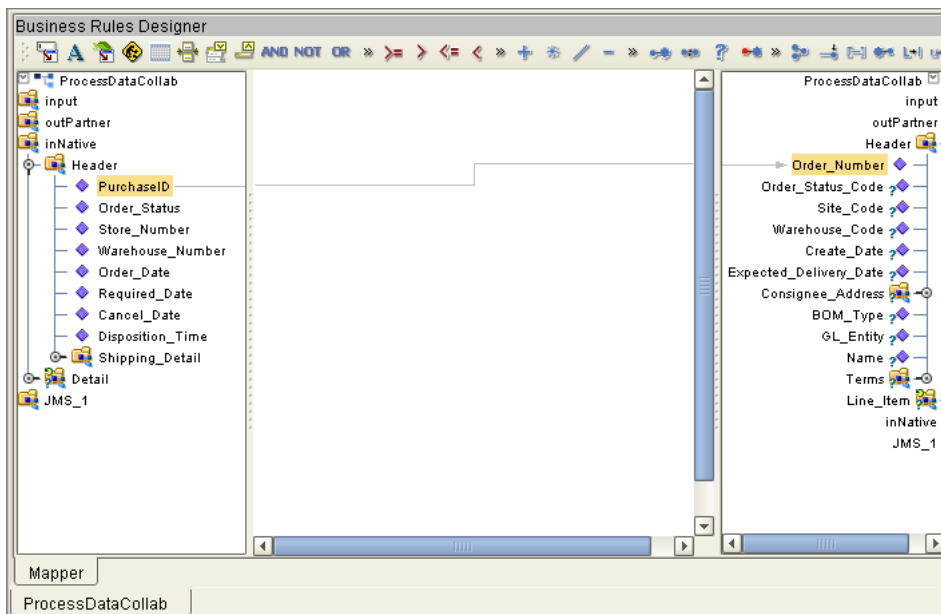 Business Rules Designer
AND NOT OR » >= > <= < » + / − » ? » »
ProcessDataCollab
input
outPartner
inNative
Header
PurchaseID
Order_Status
Store_Number
Warehouse_Number
Order_Date
Required_Date
Cancel_Date
Disposition_Time
Shipping_Detail
Detail
JMS_1
ProcessDataCollab
input
outPartner
Header
Order_Number
Order_Status_Code
Site_Code
Warehouse_Code
Create_Date
Expected_Delivery_Date
Consignee_Address
BOM_Type
GL_Entity
Name
Terms
Line_Item
inNative
JMS_1
Mapper
ProcessDataCollab